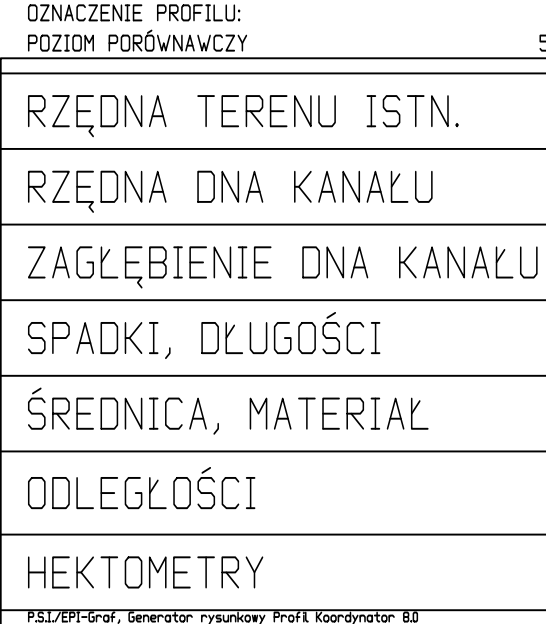 OZNACZENIE PROFILU:
POZIOM PORÓWNAWCZY 5
RZĘDNA TERENU ISTN.
RZĘDNA DNA KANAŁU
ZAGŁĘBIENIE DNA KANAŁU
SPADKI, DŁUGOŚCI
ŚREDNICA, MATERIAŁ
ODLEGŁOŚCI
HEKTOMETRY
P.S.I./EPI-Graf, Generator rysunkowy Profil Koordynator 8.0